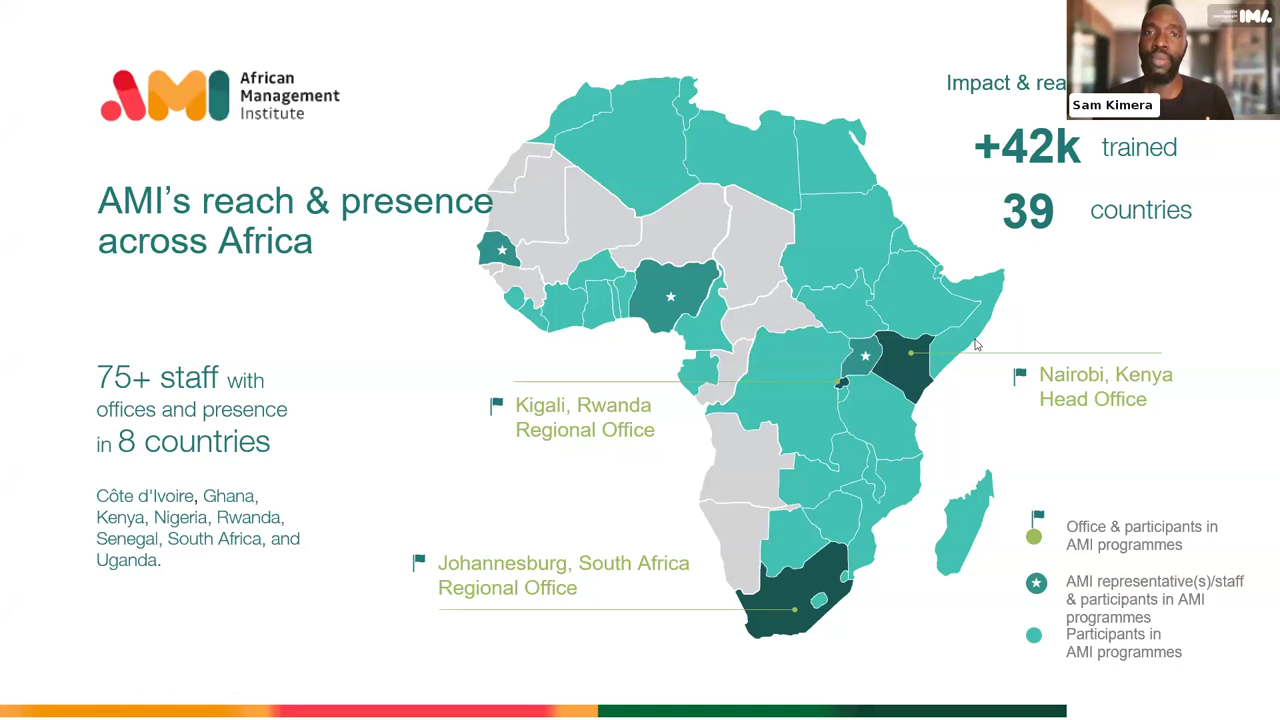 AMI
African
Management
Institute
AMI's reach & presence
across Africa
75+ staff with
offices and presence
in 8 countries
Côte d'Ivoire, Ghana,
Kenya, Nigeria, Rwanda,
Senegal, South Africa, and
Uganda.
Kigali, Rwanda
Regional Office
Johannesburg, South Africa
Regional Office
Impact & rea
+42k trained
39 countries
Sam Kimera
Nairobi, Kenya
Head Office
Office & participants in
AMI programmes
AMI representative(s)/staff
& participants in AMI
programmes
Participants in
AMI programmes